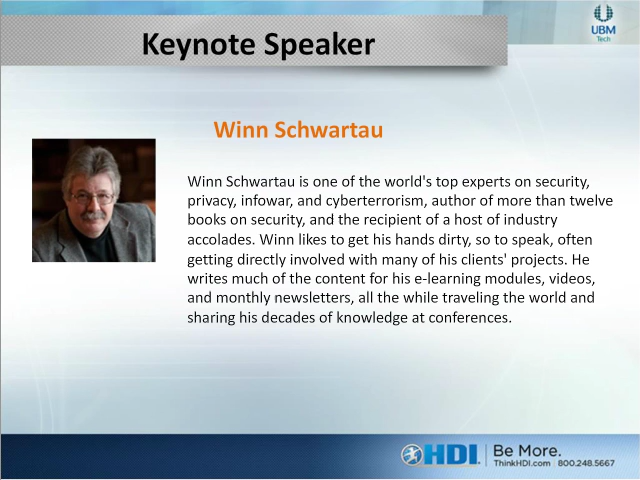 UBM
Tech
Keynote Speaker
Winn Schwartau
Winn Schwartau is one of the world's top experts on security,
privacy, infowar, and cyberterrorism, author of more than twelve
books on security, and the recipient of a host of industry
accolades. Winn likes to get his hands dirty, so to speak, often
getting directly involved with many of his clients' projects. He
writes much of the content for his e-learning modules, videos,
and monthly newsletters, all the while traveling the world and
sharing his decades of knowledge at conferences.
HDI. Be More.
ThinkHDI.com | 800.248.5667